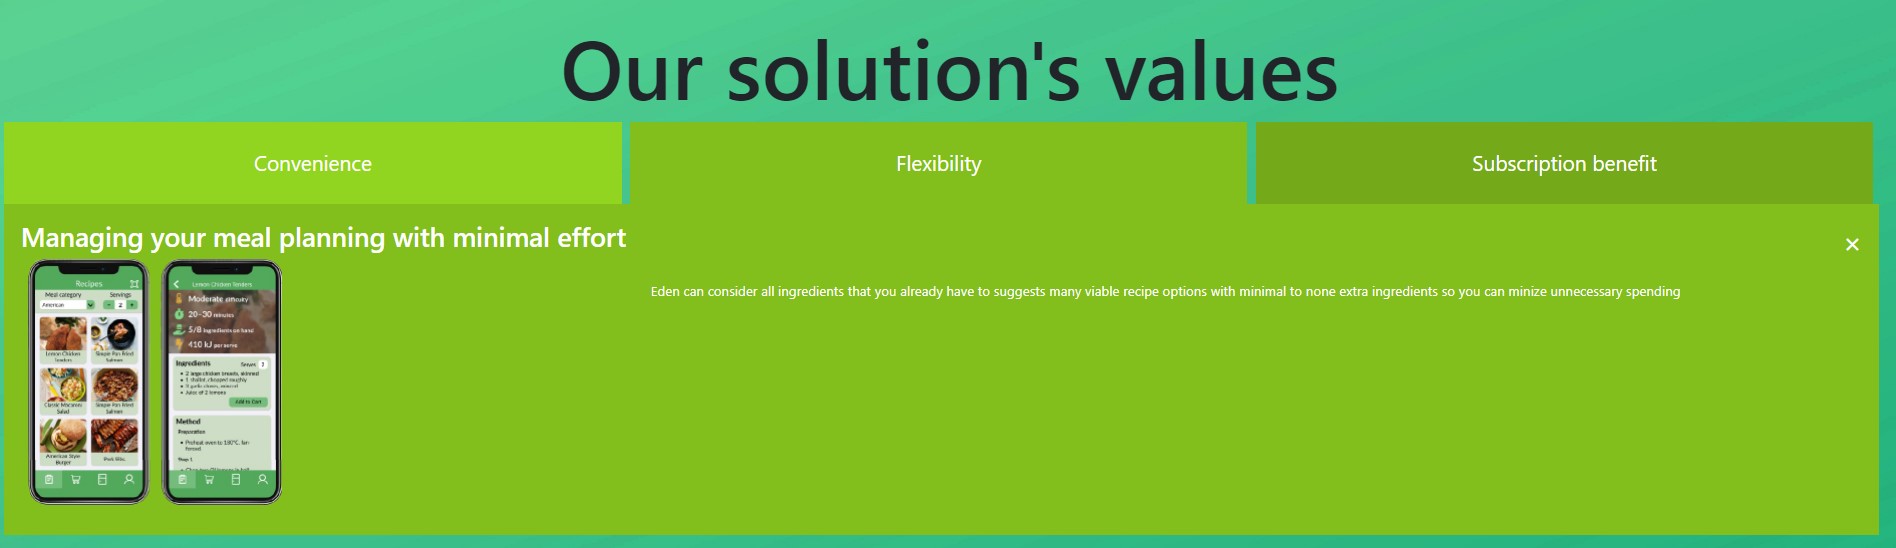 Our solution's values
Convenience
Flexibility
Subscription benefit
Managing your meal planning with minimal effort
Eden can consider all ingredients that you already have to suggests many viable recipe options with minimal to none extra ingredients so you can minize unnecessary spending
Recipes
Meal category
Servings
American
2
Lemon Chicken
Tenders
Simple Pan Fried
Salmon
Classic Macaroni
Salad
Simple Pan Fried
Salmon
American Style
Burger
Pork Ribs
Lemon Chicken Tenders
Moderate difficulty
20-30 minutes
5/8 ingredients on hand
410 kJ per serve
Ingredients
Serves
2 large chicken breasts, skinned
1 shallot, chopped roughly
garlic cloves, minced
Juice of 2 lemons
Add to Cart
Method
Preparation
Preheat oven to 180°C, fan-
forced
Step 1